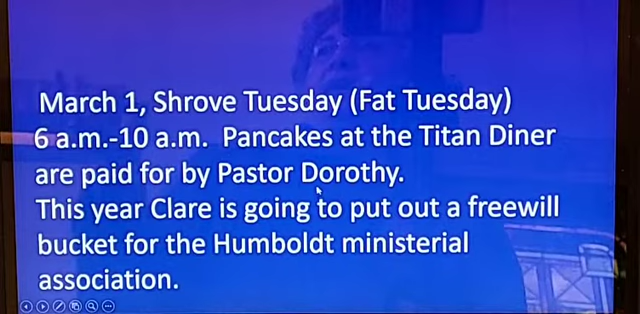 March 1, Shrove Tuesday (Fat Tuesday)
6 a.m.-10 a.m.  Pancakes at the Titan Diner
are paid for by Pastor Dorothy.
This year Clare is going to put out a freewill
bucket for the Humboldt ministerial
association.